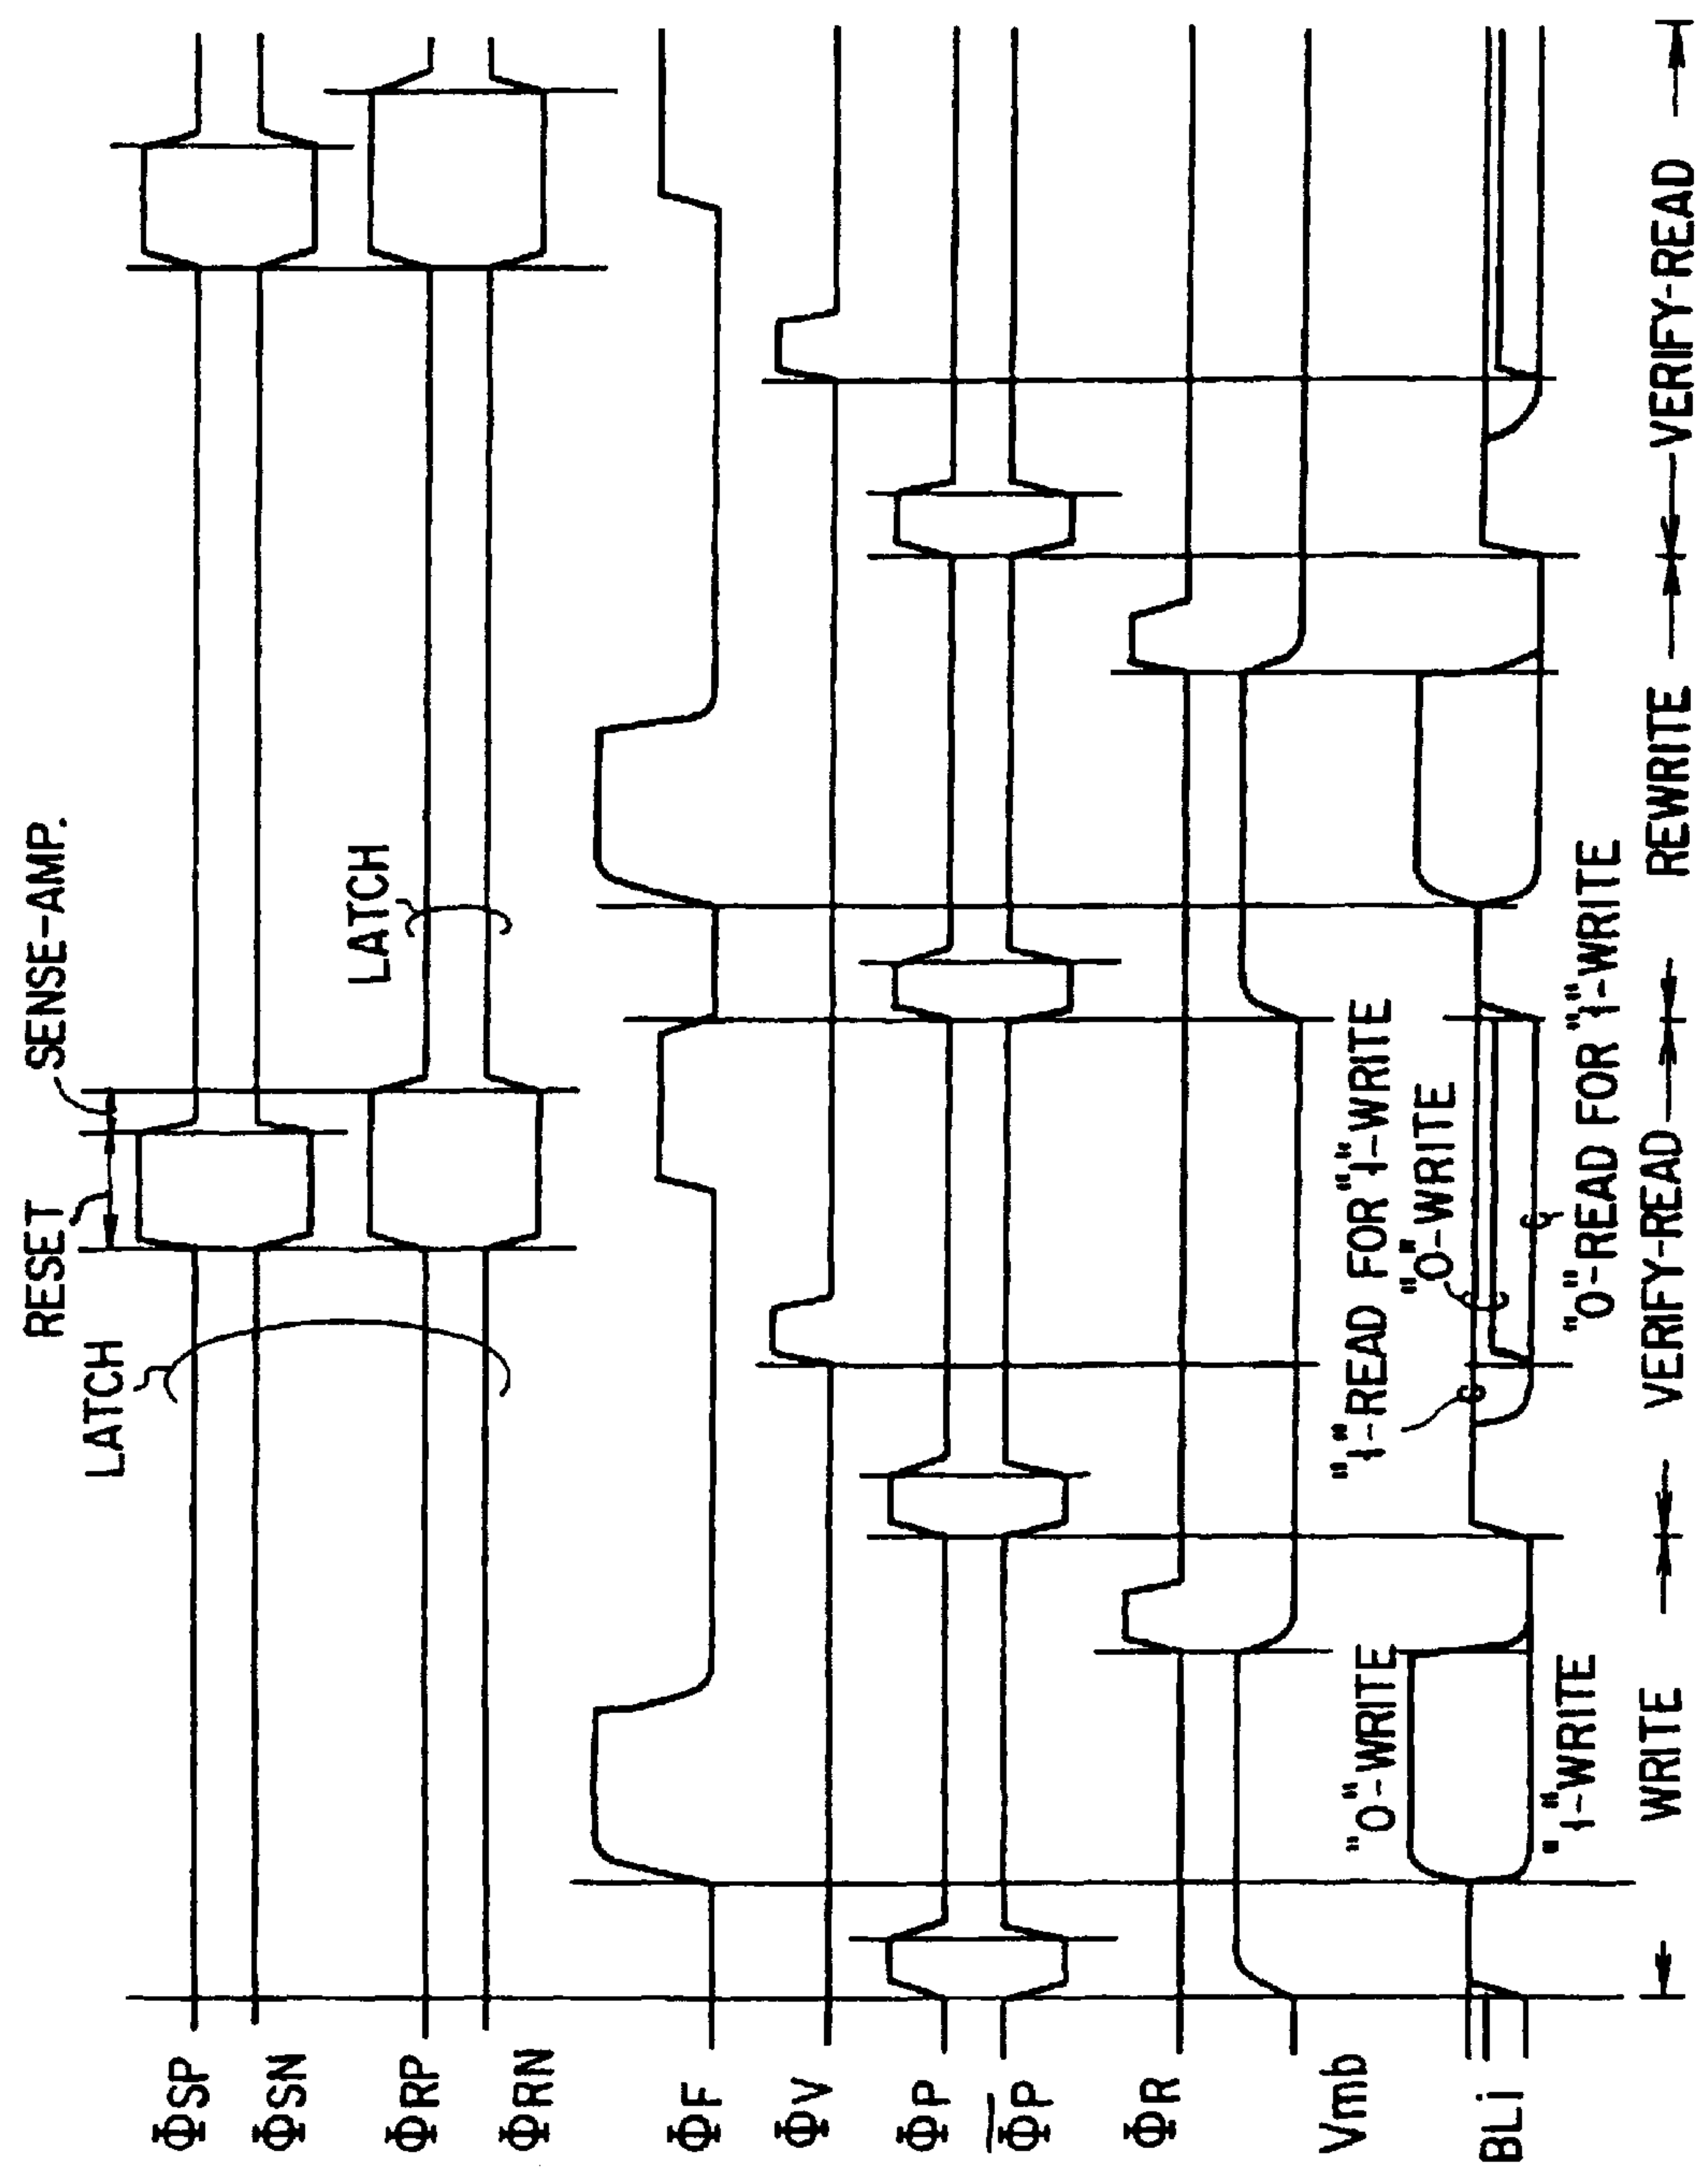 RESET
SENSE-AMP.
LATCH
LATCH
ΦSP
ΦSN
ΦRP
ΦRN
ΦF
ΦV
ΦP
Φ̅P
ΦR
Vmb
BLi
"0"-WRITE
"1"-WRITE
"1"-READ FOR "1"-WRITE
"0"-WRITE
"0"-READ FOR "1"-WRITE
WRITE
VERIFY-READ
REWRITE
VERIFY-READ